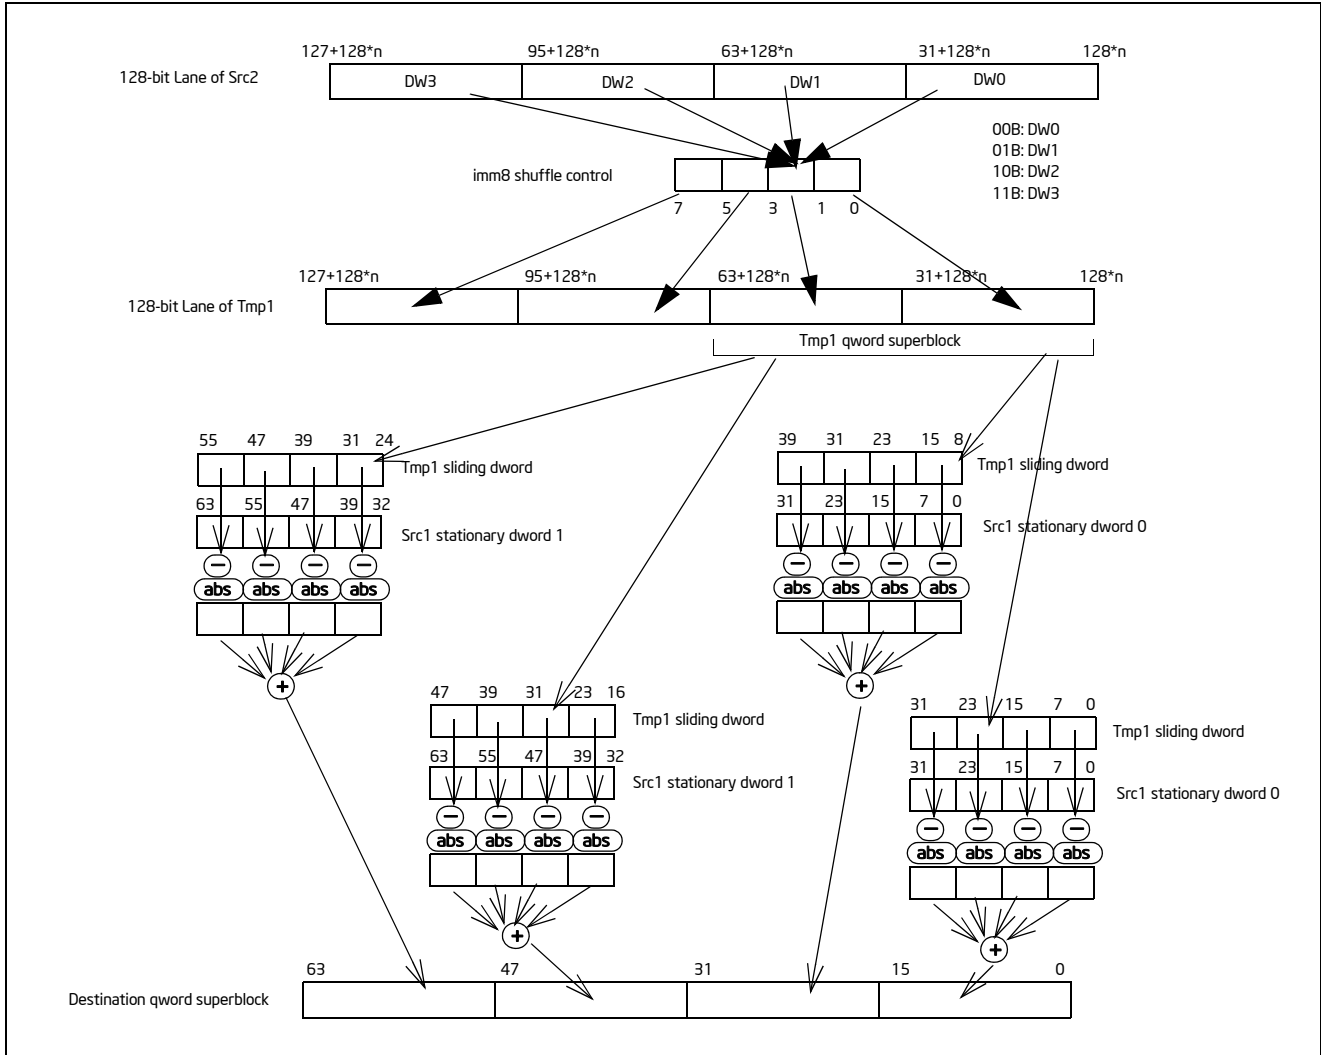 127+128*n 95+128*n 63+128*n 31+128*n 128*n
128-bit Lane of Src2
DW3 DW2 DW1 DW0
00B: DW0
01B: DW1
10B: DW2
11B: DW3
imm8 shuffle control
7 5 3 1 0
127+128*n 95+128*n 63+128*n 31+128*n 128*n
128-bit Lane of Tmp1
Tmp1 qword superblock
55 47 39 31 24
Tmp1 sliding dword
63 55 47 39 32
Src1 stationary dword 1
− − − −
abs abs abs abs
+
39 31 23 15 8
Tmp1 sliding dword
31 23 15 7 0
Src1 stationary dword 0
− − − −
abs abs abs abs
+
47 39 31 23 16
Tmp1 sliding dword
63 55 47 39 32
Src1 stationary dword 1
− − − −
abs abs abs abs
+
31 23 15 7 0
Tmp1 sliding dword
31 23 15 7 0
Src1 stationary dword 0
− − − −
abs abs abs abs
+
63 47 31 15 0
Destination qword superblock